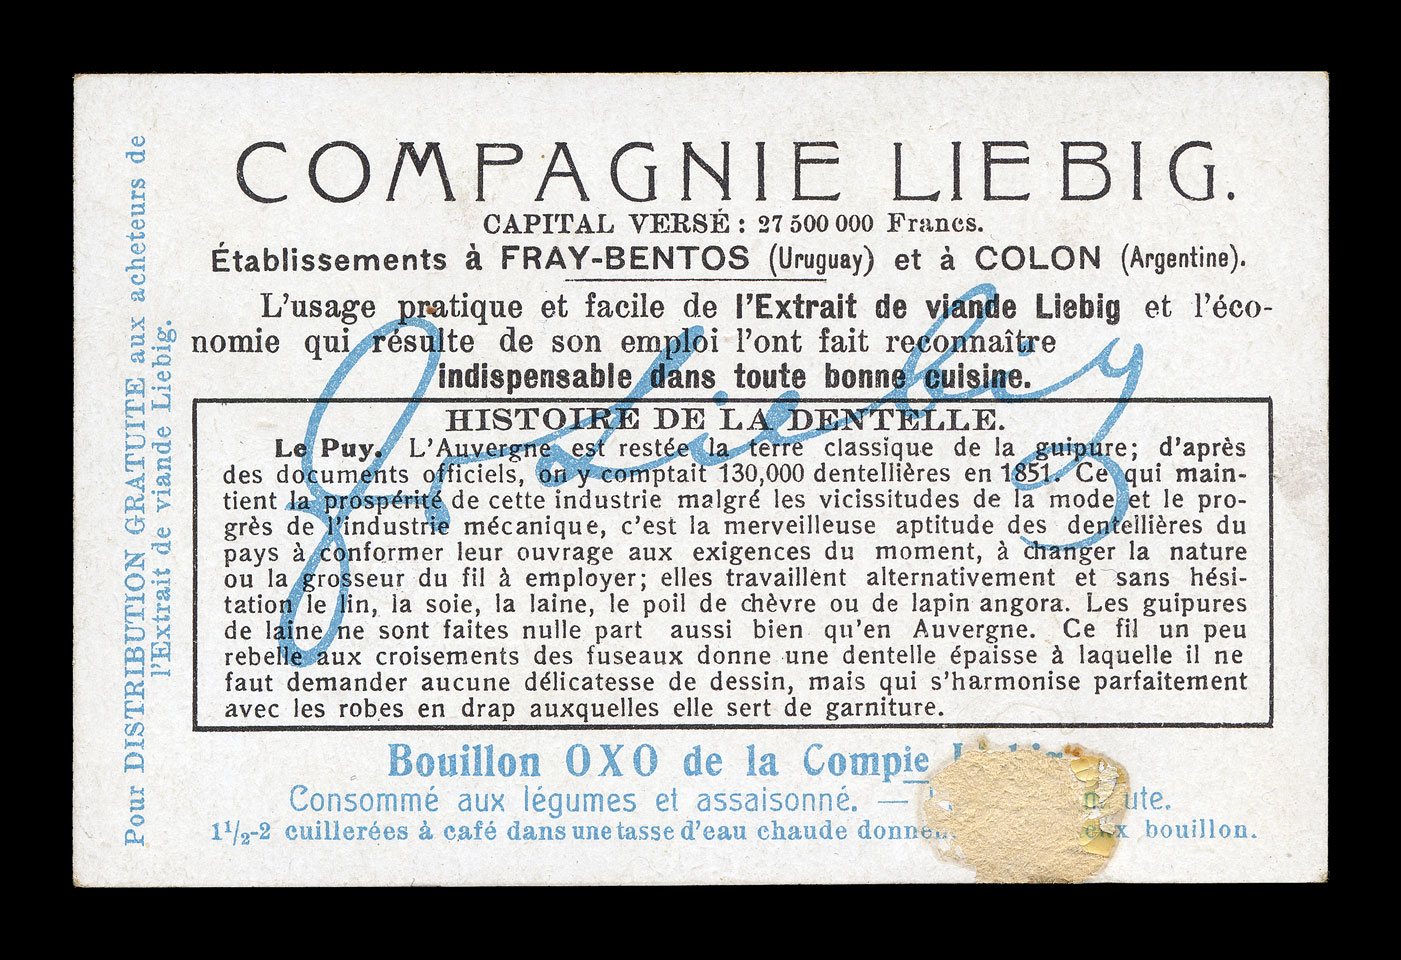 COMPAGNIE LIEBIG.
CAPITAL VERSÉ : 27 500 000 Francs.
Établissements à FRAY-BENTOS (Uruguay) et à COLON (Argentine).
L'usage pratique et facile de l'Extrait de viande Liebig et l'éco-
nomie qui résulte de son emploi l'ont fait reconnaître
indispensable dans toute bonne cuisine.
HISTOIRE DE LA DENTELLE.
Le Puy. L'Auvergne est restée la terre classique de la guipure; d'après
des documents officiels, on y comptait 130,000 dentellières en 1851. Ce qui main-
tient la prospérité de cette industrie malgré les vicissitudes de la mode et le pro-
grès de l'industrie mécanique, c'est la merveilleuse aptitude des dentellières du
pays à conformer leur ouvrage aux exigences du moment, à changer la nature
ou la grosseur du fil à employer; elles travaillent alternativement et sans hési-
tation le lin, la soie, la laine, le poil de chèvre ou de lapin angora. Les guipures
de laine ne sont faites nulle part aussi bien qu'en Auvergne. Ce fil un peu
rebelle aux croisements des fuseaux donne une dentelle épaisse à laquelle il ne
faut demander aucune délicatesse de dessin, mais qui s'harmonise parfaitement
avec les robes en drap auxquelles elle sert de garniture.
J. Liebig
Bouillon OXO de la Compie
Consommé aux légumes et assaisonné. —
1 1/2-2 cuillerées à café dans une tasse d'eau chaude bouillon.
Pour DISTRIBUTION GRATUITE aux acheteurs de
l'Extrait de viande Liebig.